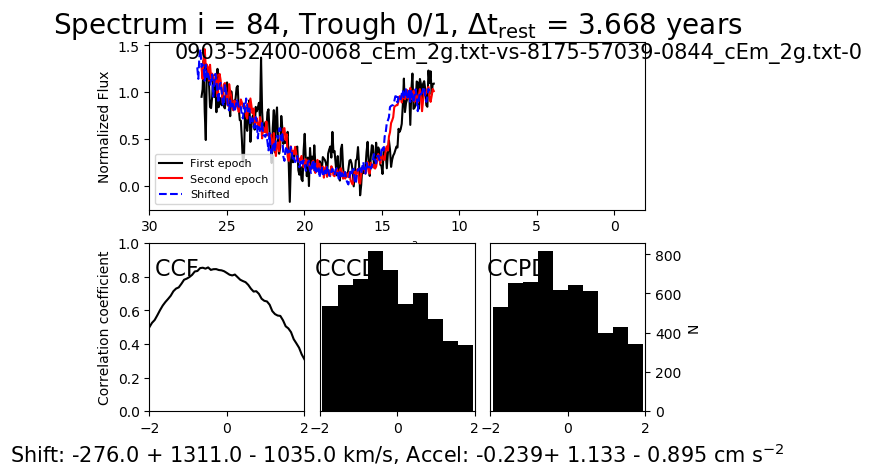 Spectrum i = 84, Trough 0/1, Δt_rest = 3.668 years
0903-52400-0068_cEm_2g.txt-vs-8175-57039-0844_cEm_2g.txt-0
Normalized Flux
1.5
1.0
0.5
0.0
First epoch
Second epoch
Shifted
30 25 20 15 10 5 0
Correlation coefficient
1.0
0.8
0.6
0.4
0.2
0.0
CCF
CCCD
CCPD
800
600
400
200
0
N
−2 0 2
−2 0 2
−2 0 2
Shift: -276.0 + 1311.0 - 1035.0 km/s, Accel: -0.239+ 1.133 - 0.895 cm s⁻²